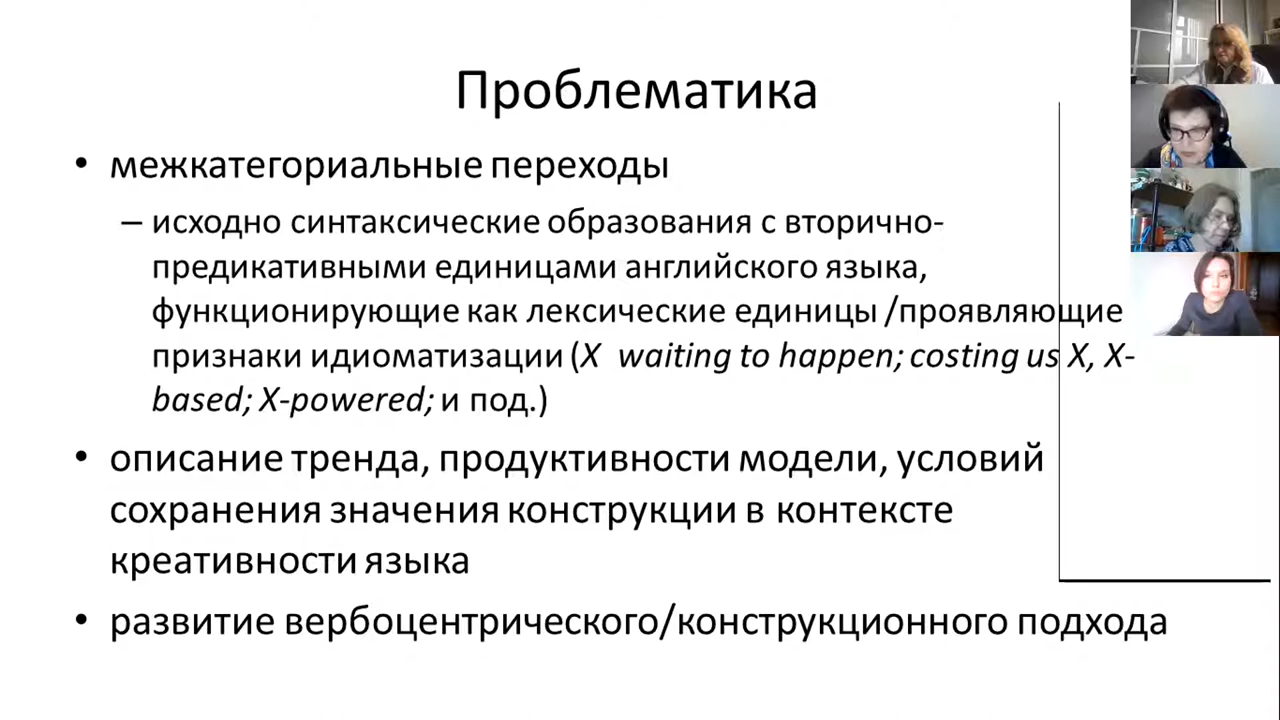 Проблематика
• межкатегориальные переходы
– исходно синтаксические образования с вторично-
предикативными единицами английского языка,
функционирующие как лексические единицы /проявляющие
признаки идиоматизации (X waiting to happen; costing us X, X-
based; X-powered; и под.)
• описание тренда, продуктивности модели, условий
сохранения значения конструкции в контексте
креативности языка
• развитие вербоцентрического/конструкционного подхода